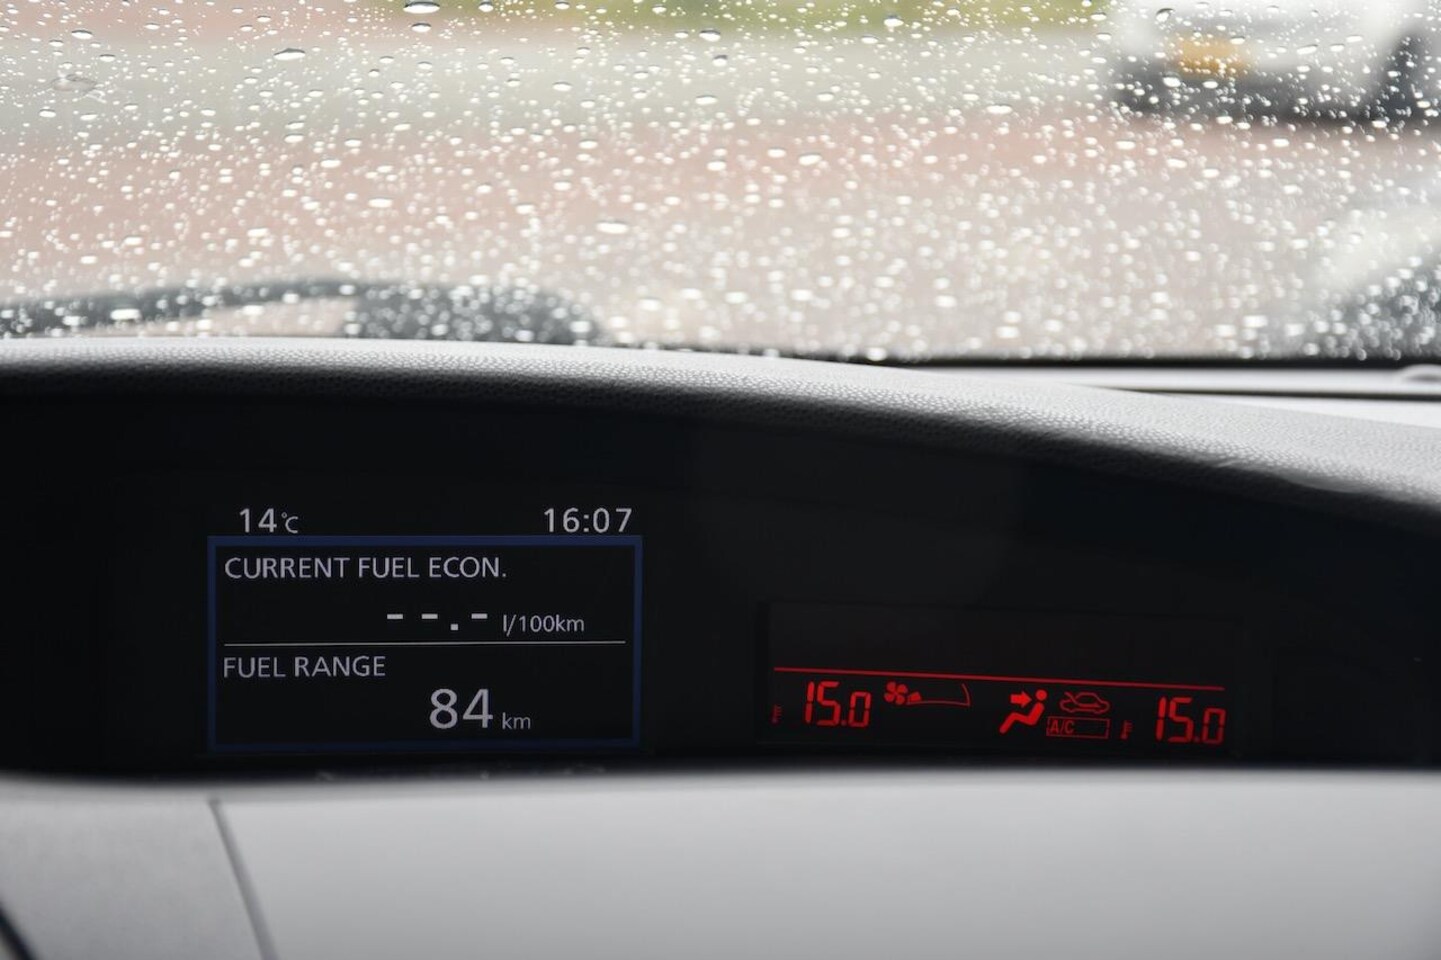 14°C 16:07
CURRENT FUEL ECON.
--.- l/100km
FUEL RANGE
84 km
15.0 A/C 15.0